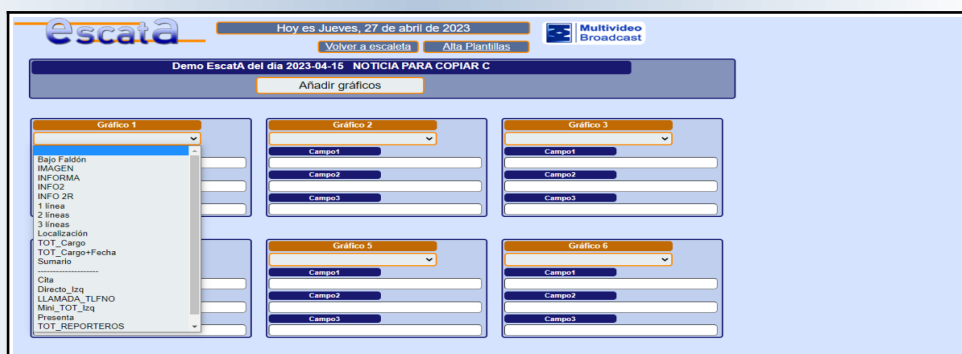 escatA
Hoy es Jueves, 27 de abril de 2023
Multivideo
Broadcast
Volver a escaleta
Alta Plantillas
Demo EscatA del día 2023-04-15 NOTICIA PARA COPIAR C
Añadir gráficos
Gráfico 1
Gráfico 2
Gráfico 3
Bajo Faldón
IMAGEN
INFORMA
INFO2
INFO 2R
1 línea
2 líneas
3 líneas
Localización
TOT_Cargo
TOT_Cargo+Fecha
Sumario
--------------------
Cita
Directo_Izq
LLAMADA_TLFNO
Mini_TOT_Izq
Presenta
TOT_REPORTEROS
Campo1
Campo2
Campo3
Campo1
Campo2
Campo3
Gráfico 5
Gráfico 6
Campo1
Campo2
Campo3
Campo1
Campo2
Campo3